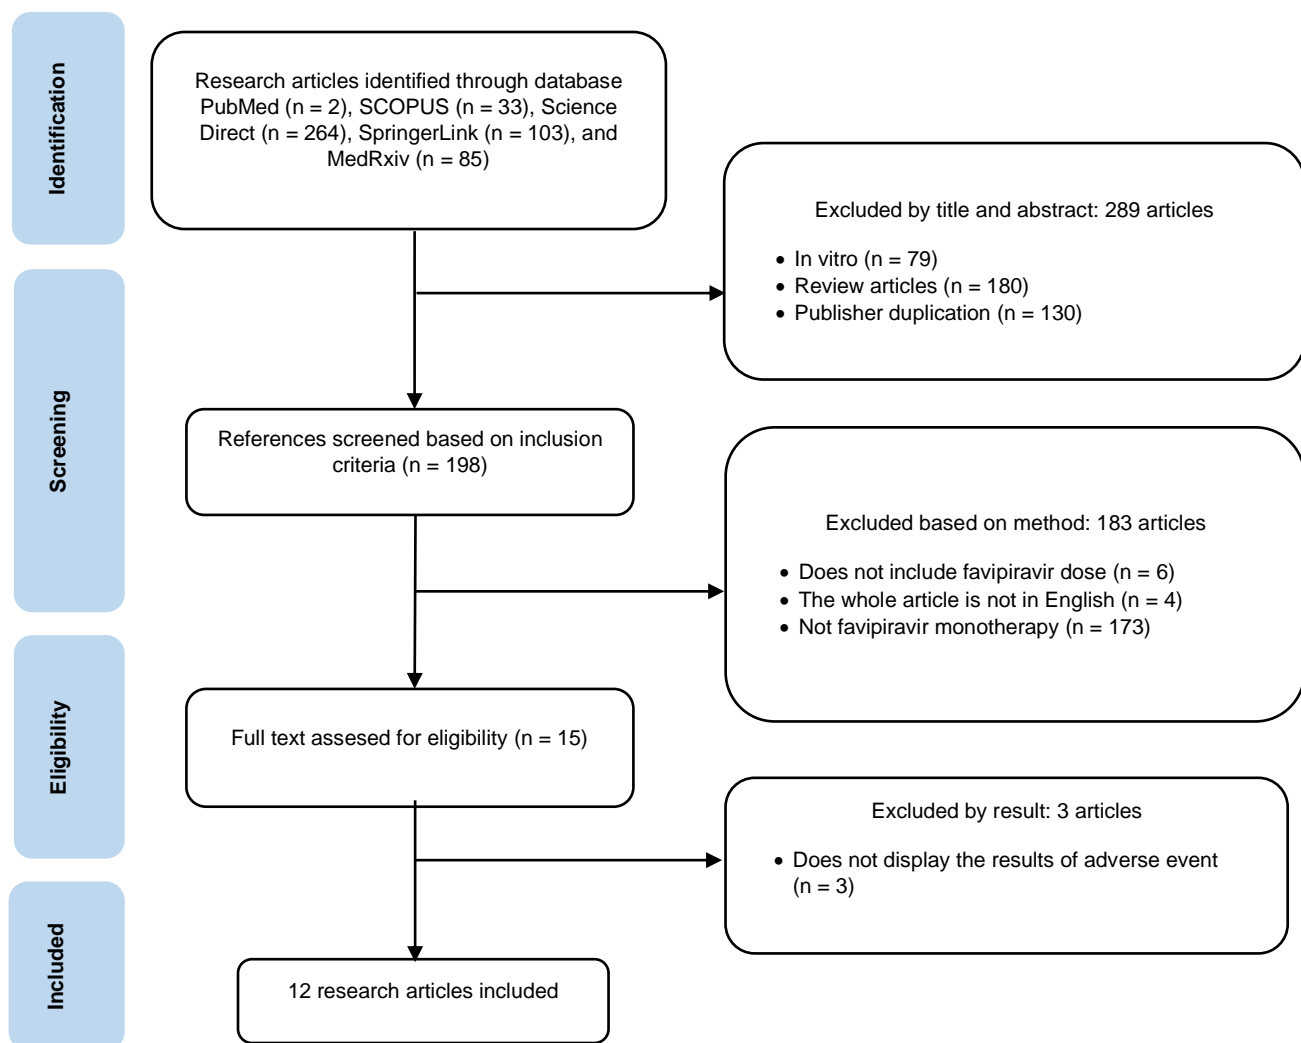 Identification
Research articles identified through database
PubMed (n = 2), SCOPUS (n = 33), Science
Direct (n = 264), SpringerLink (n = 103), and
MedRxiv (n = 85)
Excluded by title and abstract: 289 articles
• In vitro (n = 79)
• Review articles (n = 180)
• Publisher duplication (n = 130)
Screening
References screened based on inclusion
criteria (n = 198)
Excluded based on method: 183 articles
• Does not include favipiravir dose (n = 6)
• The whole article is not in English (n = 4)
• Not favipiravir monotherapy (n = 173)
Eligibility
Full text assesed for eligibility (n = 15)
Excluded by result: 3 articles
• Does not display the results of adverse event
(n = 3)
Included
12 research articles included